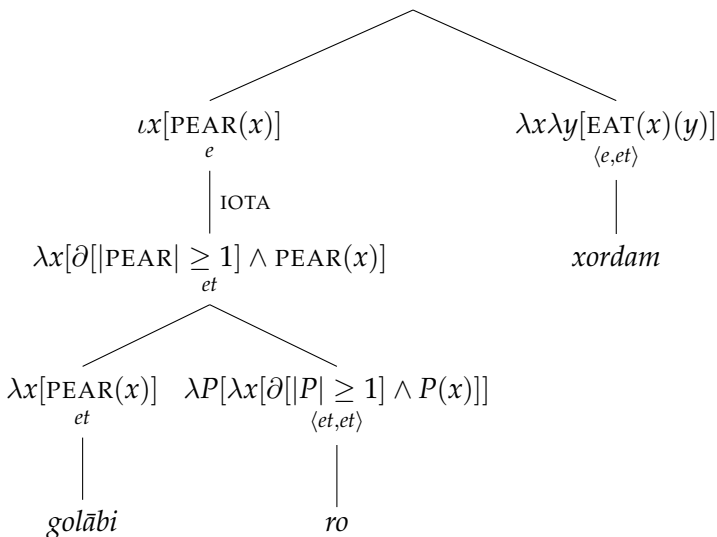 ιx[PEAR(x)] λxλy[EAT(x)(y)]
e ⟨e,et⟩
IOTA
λx[∂[|PEAR| ≥ 1] ∧ PEAR(x)] xordam
et
λx[PEAR(x)] λP[λx[∂[|P| ≥ 1] ∧ P(x)]]
et ⟨et,et⟩
golābi ro